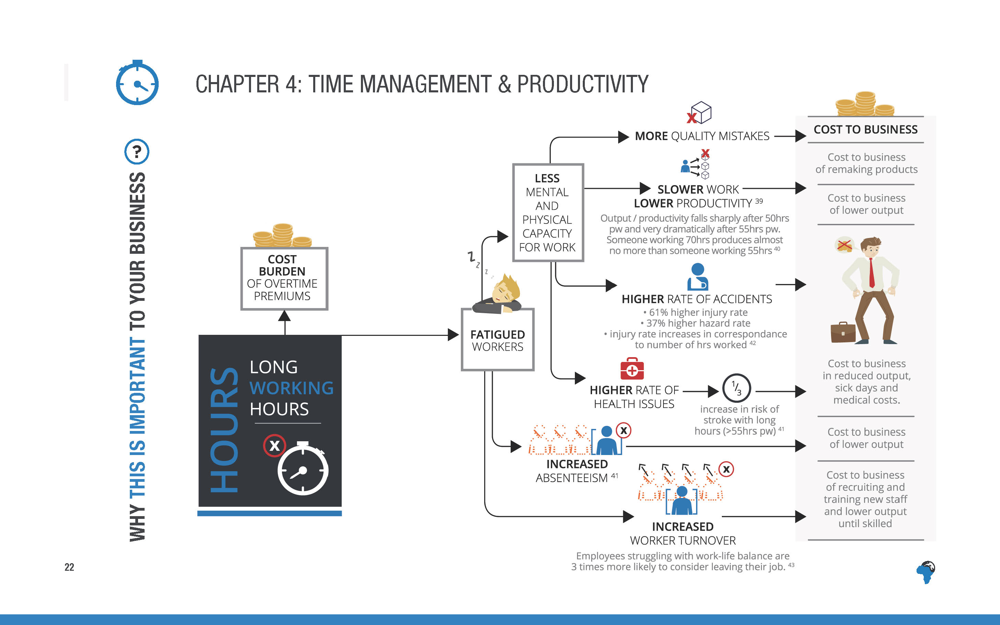 CHAPTER 4: TIME MANAGEMENT & PRODUCTIVITY
WHY THIS IS IMPORTANT TO YOUR BUSINESS ?
COST
BURDEN
OF OVERTIME
PREMIUMS
HOURS
LONG
WORKING
HOURS
X
Z
z
z
z
FATIGUED
WORKERS
LESS
MENTAL
AND
PHYSICAL
CAPACITY
FOR WORK
X
MORE QUALITY MISTAKES
X
SLOWER WORK
LOWER PRODUCTIVITY 39
Output / productivity falls sharply after 50hrs
pw and very dramatically after 55hrs pw.
Someone working 70hrs produces almost
no more than someone working 55hrs 40
HIGHER RATE OF ACCIDENTS
• 61% higher injury rate
• 37% higher hazard rate
• injury rate increases in correspondance
to number of hrs worked 42
HIGHER RATE OF
HEALTH ISSUES
1/3
increase in risk of
stroke with long
hours (>55hrs pw) 41
X
INCREASED
ABSENTEEISM 41
X
INCREASED
WORKER TURNOVER
Employees struggling with work-life balance are
3 times more likely to consider leaving their job. 43
COST TO BUSINESS
Cost to business
of remaking products
Cost to business
of lower output
Cost to business
in reduced output,
sick days and
medical costs.
Cost to business
of lower output
Cost to business
of recruiting and
training new staff
and lower output
until skilled
22